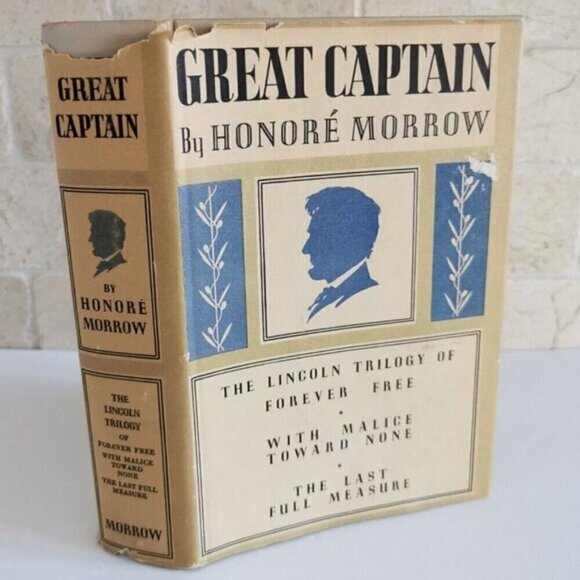 GREAT CAPTAIN
By HONORÉ MORROW
THE LINCOLN TRILOGY OF
FOREVER FREE
WITH MALICE
TOWARD NONE
THE LAST
FULL MEASURE
GREAT
CAPTAIN
BY
HONORÉ
MORROW
THE
LINCOLN
TRILOGY
OF
FOREVER FREE
WITH MALICE
TOWARD
NONE
THE LAST FULL
MEASURE
MORROW